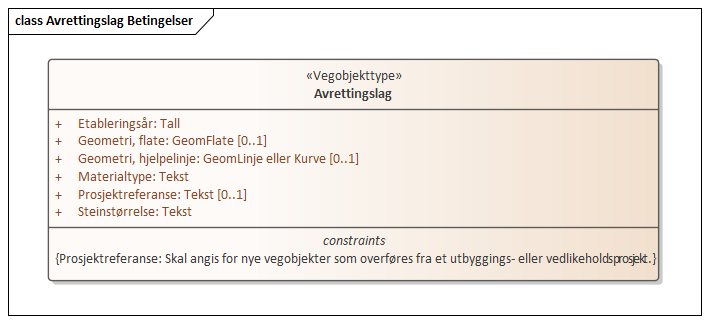 class Avrettingslag Betingelser
«Vegobjekttype»
Avrettingslag
+ Etableringsår: Tall
+ Geometri, flate: GeomFlate [0..1]
+ Geometri, hjelpelinje: GeomLinje eller Kurve [0..1]
+ Materialtype: Tekst
+ Prosjektreferanse: Tekst [0..1]
+ Steinstørrelse: Tekst
constraints
{Prosjektreferanse: Skal angis for nye vegobjekter som overføres fra et utbyggings- eller vedlikeholdsprosjekt.}